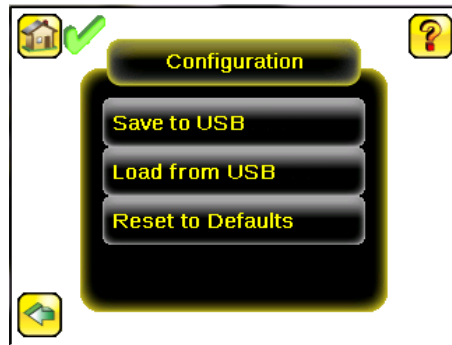 Configuration
?
Save to USB
Load from USB
Reset to Defaults